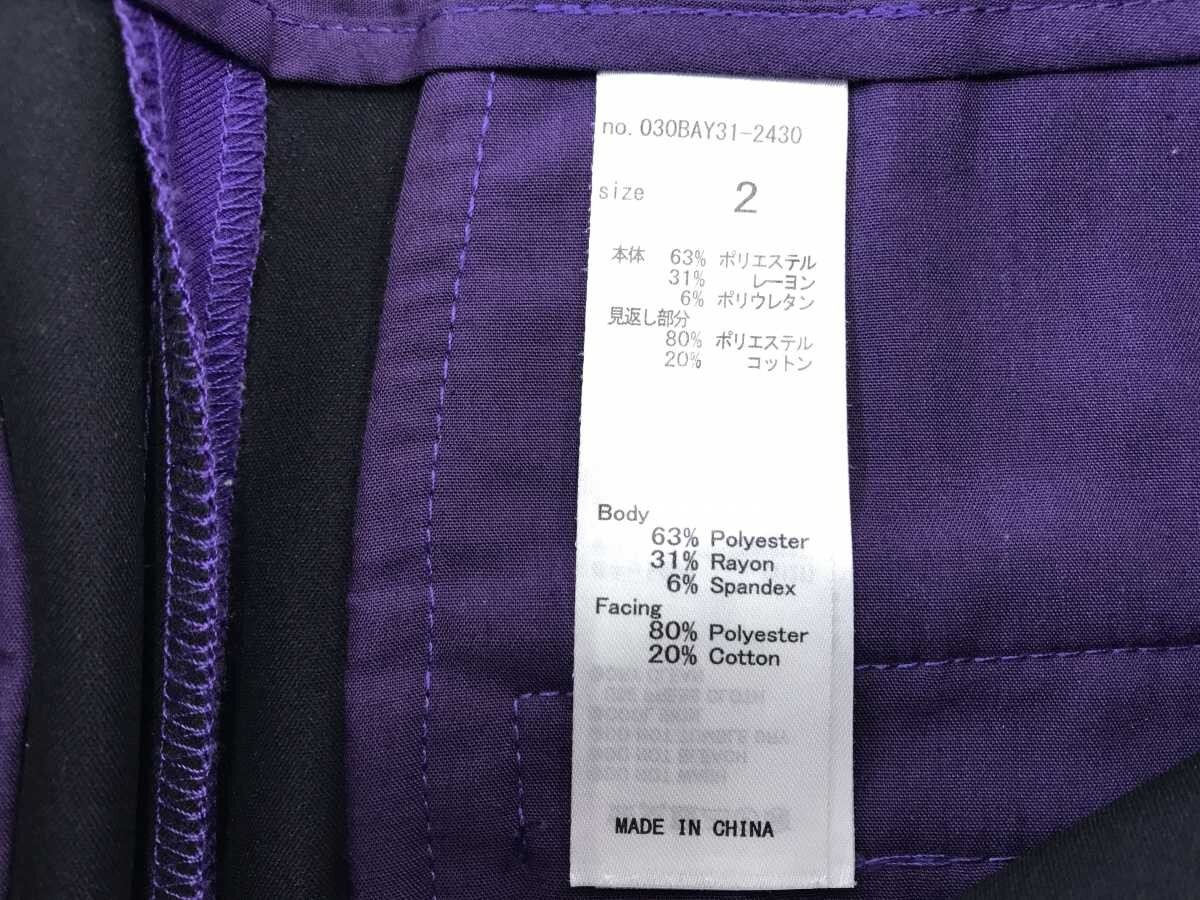 no. 030BAY31-2430
size 2
本体 63% ポリエステル
31% レーヨン
6% ポリウレタン
見返し部分
80% ポリエステル
20% コットン
Body
63% Polyester
31% Rayon
6% Spandex
Facing
80% Polyester
20% Cotton
MADE IN CHINA